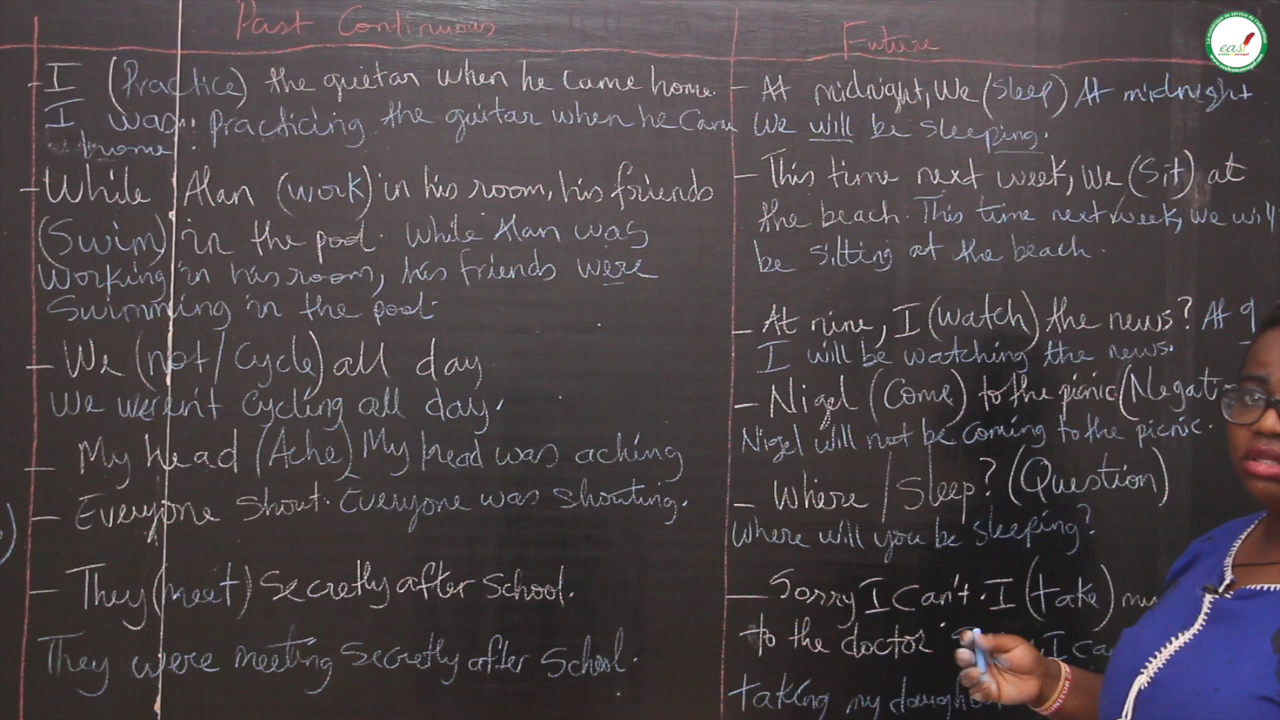 Past Continuous
- I (Practice) the guitar when he came home.
I was practicing the guitar when he came
home.
- While Alan (work) in his room, his friends
(Swim) in the pool. While Alan was
working in his room, his friends were
Swimming in the pool.
- We (not/Cycle) all day
We weren't cycling all day.
- My head (Ache) My head was aching
- Everyone shout. Everyone was shouting.
- They (meet) secretly after school.
They were meeting secretly after School.
Future
- At midnight, We (sleep) At midnight
We will be sleeping.
- This time next week, we (Sit) at
the beach. This time next week, we will
be sitting at the beach.
- At nine, I (watch) the news? At 9
I will be watching the news.
- Nigel (Come) to the picnic (Negat
Nigel will not be coming to the picnic.
- Where / Sleep? (Question)
Where will you be sleeping?
- Sorry I can't. I (take) my
to the doctor I ca
taking my daugh
eas